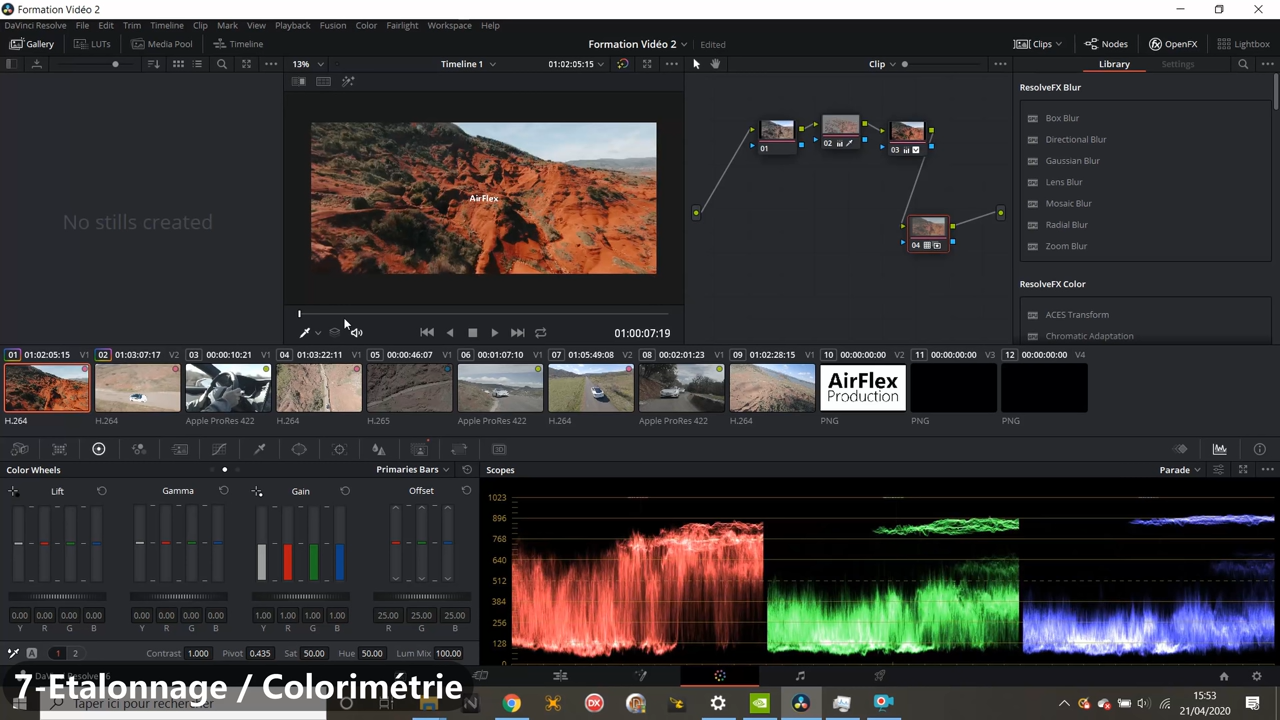 Formation Vidéo 2
DaVinci Resolve File Edit Trim Timeline Clip Mark View Playback Fusion Color Fairlight Workspace Help
Gallery LUTs Media Pool Timeline Formation Vidéo 2 Edited Clips Nodes OpenFX Lightbox
13% Timeline 1 01:02:05:15 Clip Library Settings
ResolveFX Blur
Box Blur
Directional Blur
Gaussian Blur
Lens Blur
Mosaic Blur
Radial Blur
Zoom Blur
ResolveFX Color
ACES Transform
Chromatic Adaptation
No stills created
AirFlex
01 02 03
04
01:00:07:19
01 01:02:05:15 V1 02 01:03:07:17 V2 03 00:00:10:21 V1 04 01:03:22:11 V1 05 00:00:46:07 V1 06 00:01:07:10 V1 07 01:05:49:08 V2 08 00:02:01:23 V1 09 02:28:15 V1 10 00:00:00:00 V2 11 00:00:00:00 V3 12 00:00:00:00 V4
AirFlex
Production
H.264 H.264 Apple ProRes 422 H.264 H.265 Apple ProRes 422 H.264 Apple ProRes 422 H.264 PNG PNG PNG
Color Wheels Primaries Bars Scopes Parade
Lift Gamma Gain Offset
1023
896
768
640
512
384
256
128
0.00 0.00 0.00 0.00 0.00 0.00 0.00 0.00 1.00 1.00 1.00 1.00 25.00 25.00 25.00
Y R G B Y R G B Y R G B R G B
A 1 2 Contrast 1.000 Pivot 0.435 Sat 50.00 Hue 50.00 Lum Mix 100.00
7-Etalonnage / Colorimétrie
Taper ici pour rechercher
15:53
21/04/2020